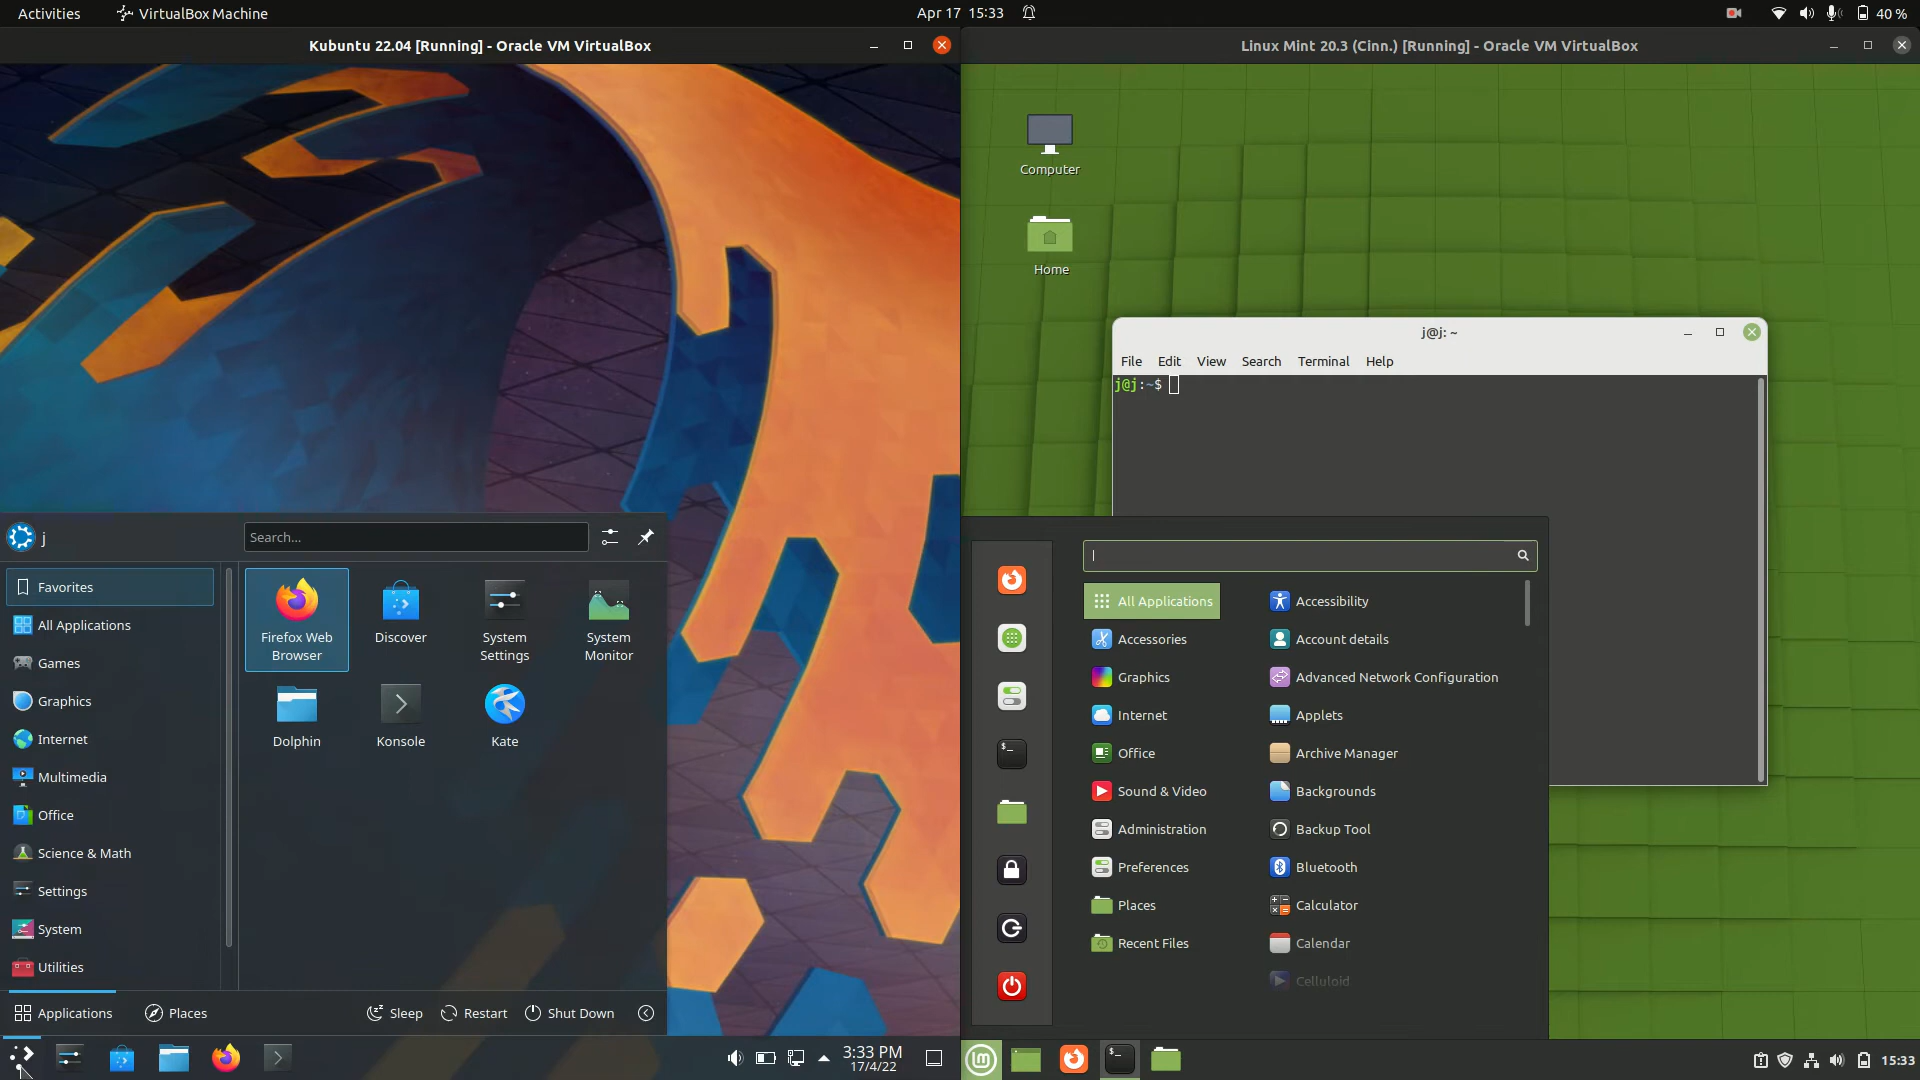 Activities
VirtualBox Machine
Apr 17 15:33
40 %
Kubuntu 22.04 [Running] - Oracle VM VirtualBox
j
Search...
Favorites
All Applications
Games
Graphics
Internet
Multimedia
Office
Science & Math
Settings
System
Utilities
Firefox Web
Browser
Discover
System
Settings
System
Monitor
Dolphin
Konsole
Kate
Applications
Places
Sleep
Restart
Shut Down
3:33 PM
17/4/22
Linux Mint 20.3 (Cinn.) [Running] - Oracle VM VirtualBox
Computer
Home
j@j: ~
File Edit View Search Terminal Help
j@j:~$
All Applications
Accessories
Graphics
Internet
Office
Sound & Video
Administration
Preferences
Places
Recent Files
Accessibility
Account details
Advanced Network Configuration
Applets
Archive Manager
Backgrounds
Backup Tool
Bluetooth
Calculator
Calendar
Celluloid
15:33